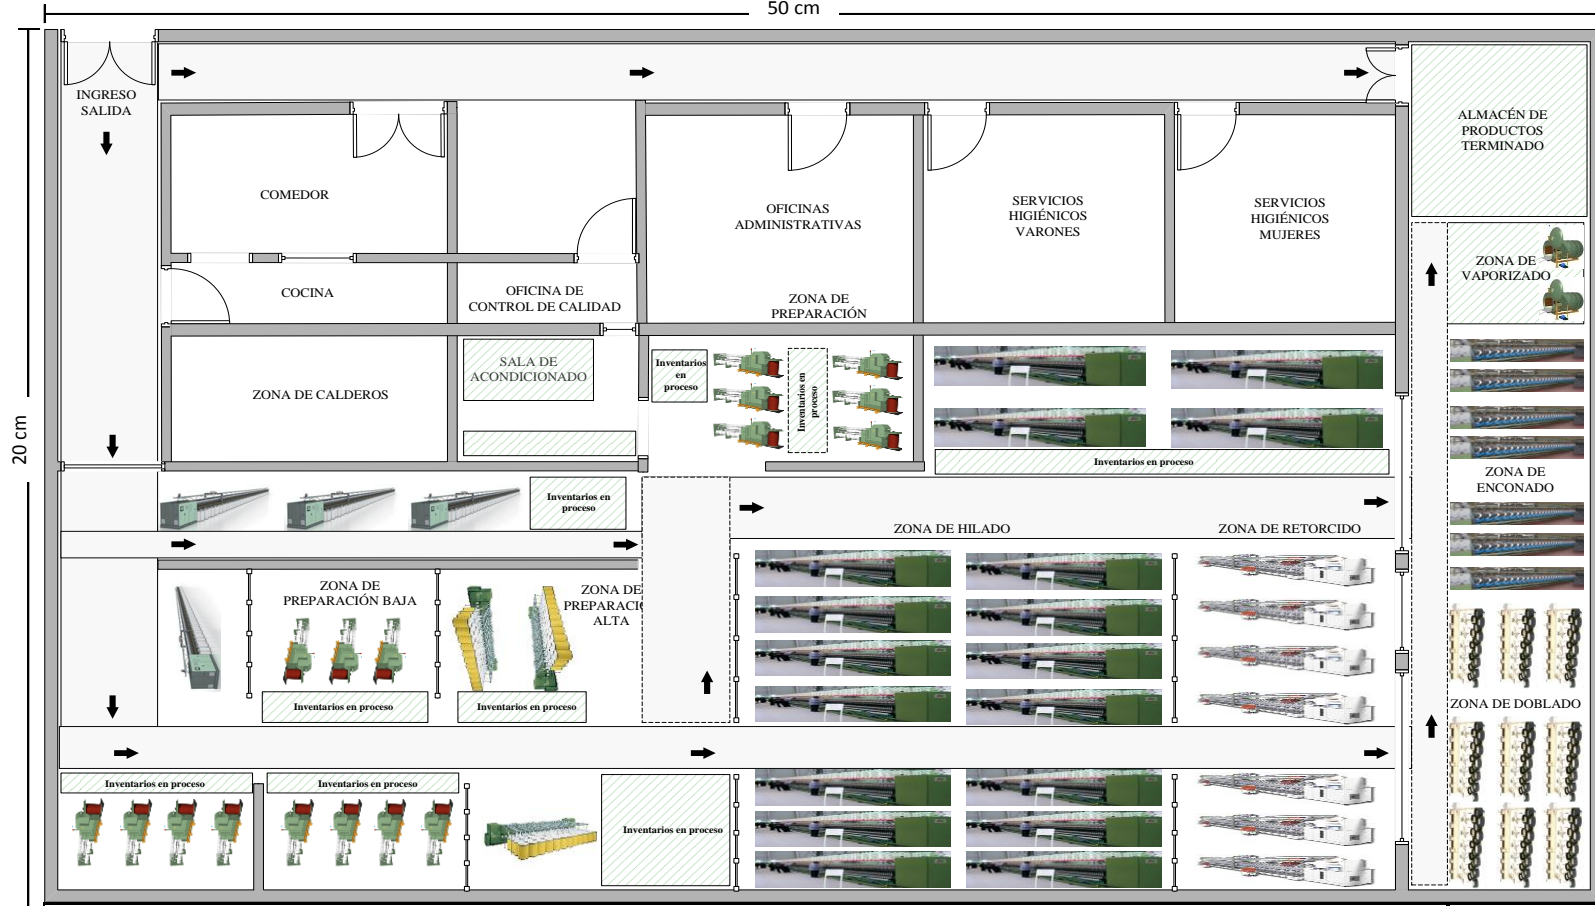 50 cm
20 cm
INGRESO
SALIDA
COMEDOR
COCINA
OFICINA DE
CONTROL DE CALIDAD
OFICINAS
ADMINISTRATIVAS
SERVICIOS
HIGIÉNICOS
VARONES
SERVICIOS
HIGIÉNICOS
MUJERES
ALMACÉN DE
PRODUCTOS
TERMINADO
ZONA DE
VAPORIZADO
ZONA DE
PREPARACIÓN
ZONA DE CALDEROS
SALA DE
ACONDICIONADO
Inventarios
en
proceso
Inventarios en
proceso
Inventarios en proceso
ZONA DE
ENCONADO
Inventarios en
proceso
ZONA DE HILADO
ZONA DE RETORCIDO
ZONA DE
PREPARACIÓN BAJA
ZONA DE
PREPARACI
ALTA
Inventarios en proceso
Inventarios en proceso
ZONA DE DOBLADO
Inventarios en proceso
Inventarios en proceso
Inventarios en proceso